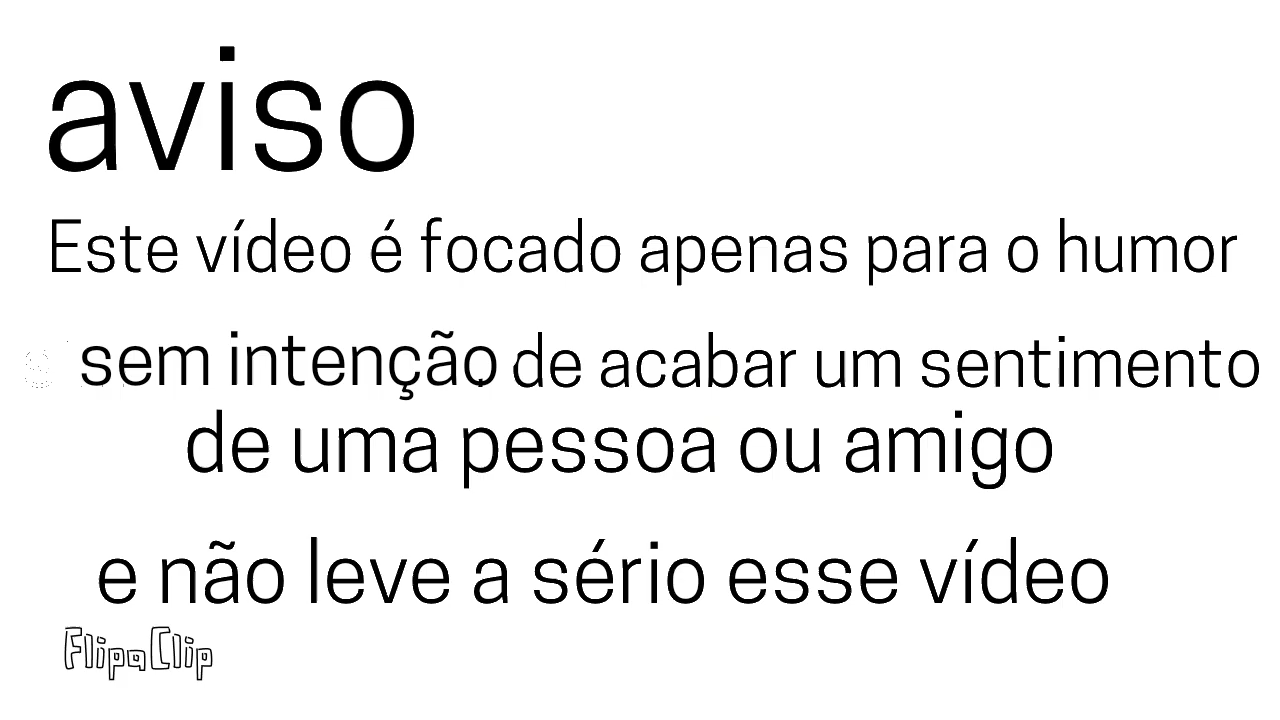 aviso
Este vídeo é focado apenas para o humor
sem intenção de acabar um sentimento
de uma pessoa ou amigo
e não leve a sério esse vídeo
FlipaClip